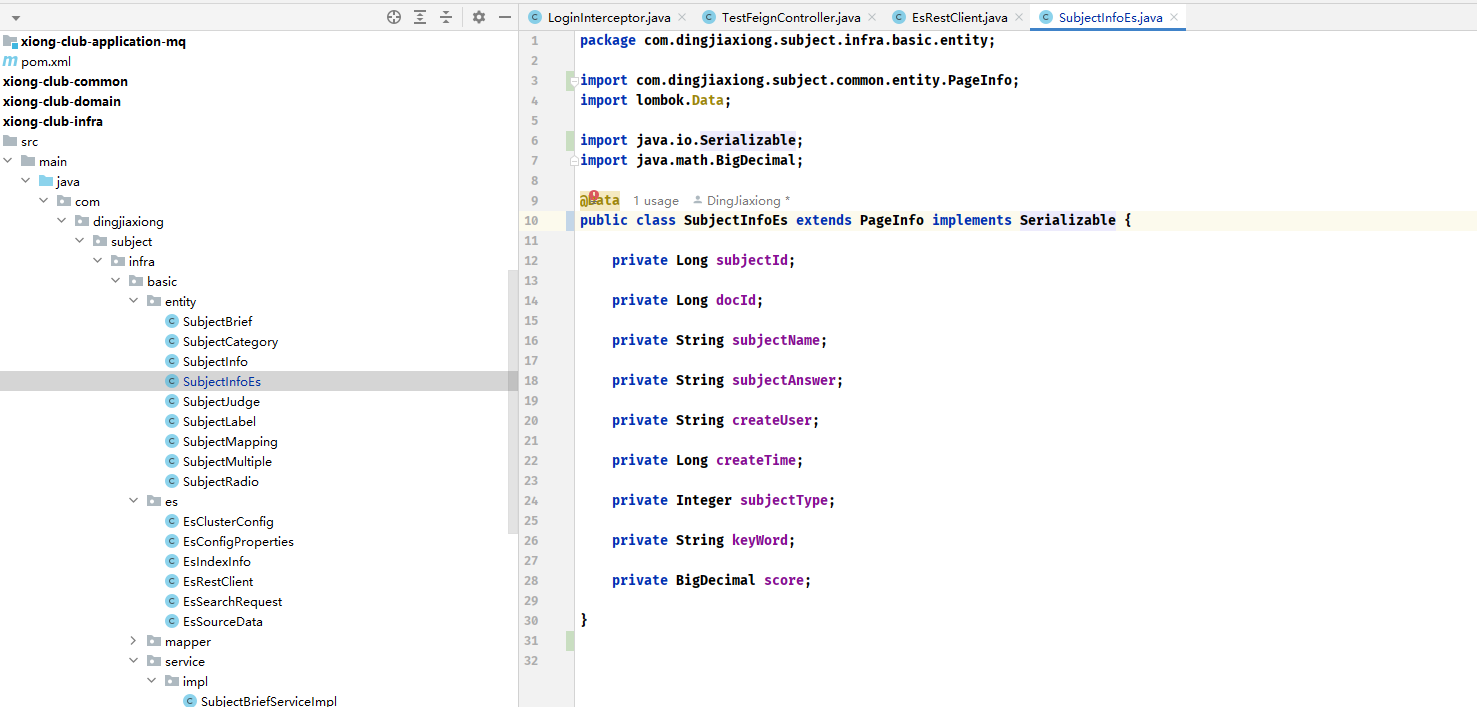 xiong-club-application-mq
pom.xml
xiong-club-common
xiong-club-domain
xiong-club-infra
src
main
java
com
dingjiaxiong
subject
infra
basic
entity
SubjectBrief
SubjectCategory
SubjectInfo
SubjectInfoEs
SubjectJudge
SubjectLabel
SubjectMapping
SubjectMultiple
SubjectRadio
es
EsClusterConfig
EsConfigProperties
EsIndexInfo
EsRestClient
EsSearchRequest
EsSourceData
mapper
service
impl
SubjectBriefServiceImpl
LoginInterceptor.java TestFeignController.java EsRestClient.java SubjectInfoEs.java
1 package com.dingjiaxiong.subject.infra.basic.entity;
2
3 import com.dingjiaxiong.subject.common.entity.PageInfo;
4 import lombok.Data;
5
6 import java.io.Serializable;
7 import java.math.BigDecimal;
8
9 @Data 1 usage DingJiaxiong *
10 public class SubjectInfoEs extends PageInfo implements Serializable {
11
12 private Long subjectId;
13
14 private Long docId;
15
16 private String subjectName;
17
18 private String subjectAnswer;
19
20 private String createUser;
21
22 private Long createTime;
23
24 private Integer subjectType;
25
26 private String keyWord;
27
28 private BigDecimal score;
29
30 }
31
32